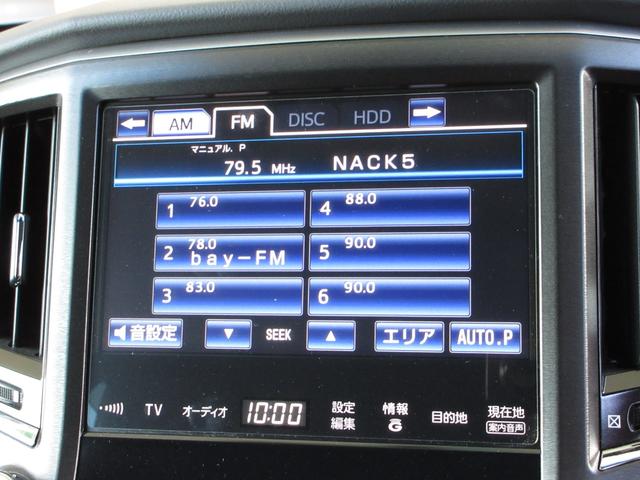 AM FM DISC HDD
マニュアル. P
79.5 MHz NACK5
1 76.0 4 88.0
2 78.0 bay-FM 5 90.0
3 83.0 6 90.0
音設定 SEEK エリア AUTO.P
TV オーディオ 10:00 設定 編集 情報 G 目的地 現在地 案内音声